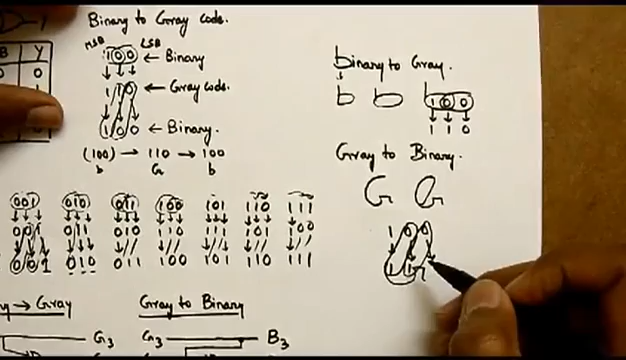 Binary to Gray code.
MSB LSB
B Y
100 ← Binary
0 0
110 ← Gray code.
100 ← Binary.
(100) → 110 → 100
b G b
001 010 011 100 101 110 111
001 011 010 110 111 101 100
001 010 011 100 101 110 111
→ Gray
Gray to Binary
G3 G3 B3
binary to Gray.
b b 100
110
Gray to Binary.
G G
100
11